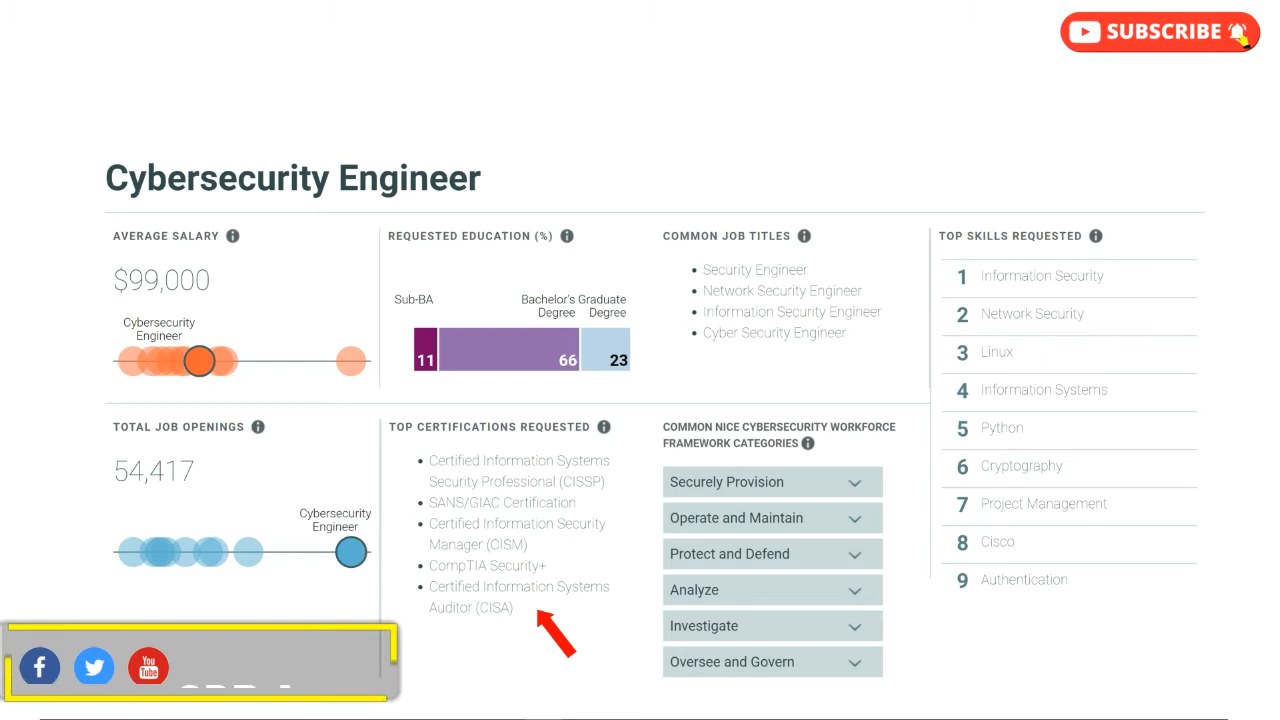 SUBSCRIBE
Cybersecurity Engineer
AVERAGE SALARY
$99,000
Cybersecurity
Engineer
REQUESTED EDUCATION (%)
Sub-BA
Bachelor's Graduate
Degree Degree
11 66 23
COMMON JOB TITLES
• Security Engineer
• Network Security Engineer
• Information Security Engineer
• Cyber Security Engineer
TOP SKILLS REQUESTED
1 Information Security
2 Network Security
3 Linux
4 Information Systems
5 Python
6 Cryptography
7 Project Management
8 Cisco
9 Authentication
TOTAL JOB OPENINGS
54,417
Cybersecurity
Engineer
TOP CERTIFICATIONS REQUESTED
• Certified Information Systems
Security Professional (CISSP)
• SANS/GIAC Certification
• Certified Information Security
Manager (CISM)
• CompTIA Security+
• Certified Information Systems
Auditor (CISA)
COMMON NICE CYBERSECURITY WORKFORCE
FRAMEWORK CATEGORIES
Securely Provision
Operate and Maintain
Protect and Defend
Analyze
Investigate
Oversee and Govern
You
Tube